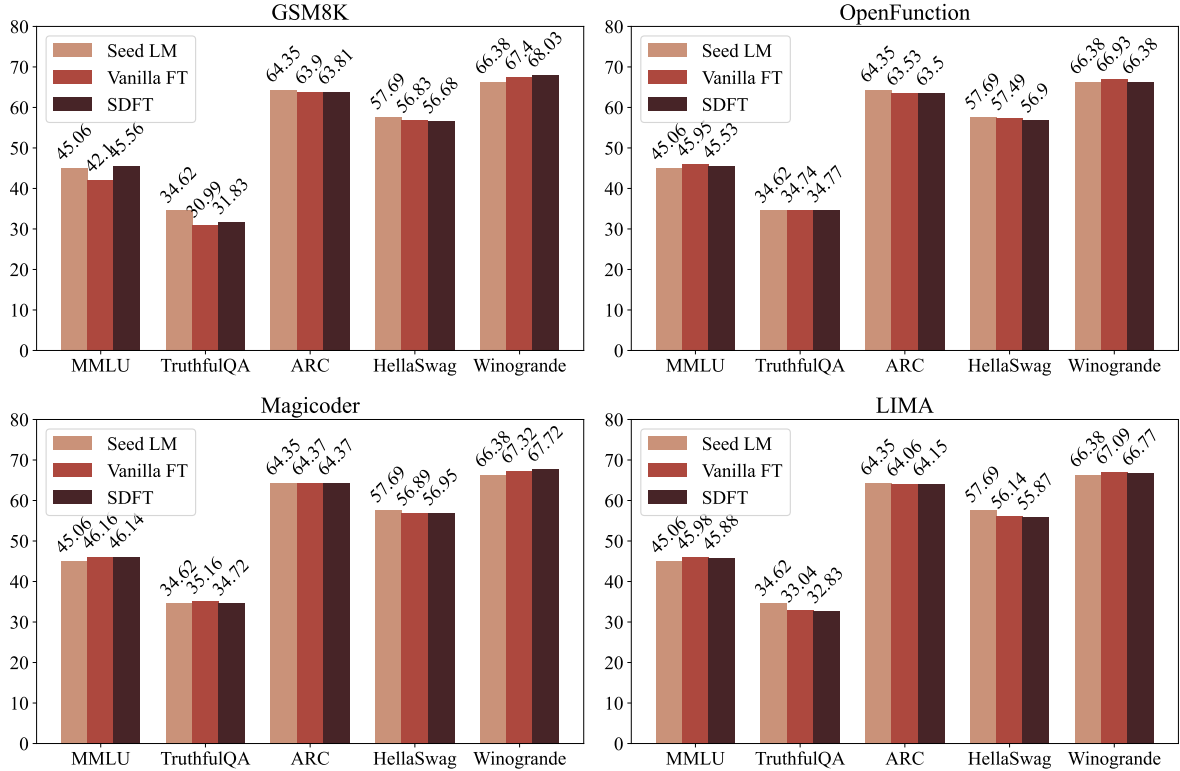 GSM8K
80
70
60
50
40
30
20
10
0
Seed LM
Vanilla FT
SDFT
45.06 42.1 45.56
34.62 30.99 31.83
64.35 63.9 63.81
57.69 56.83 56.68
66.38 67.4 68.03
MMLU TruthfulQA ARC HellaSwag Winogrande
OpenFunction
80
70
60
50
40
30
20
10
0
Seed LM
Vanilla FT
SDFT
45.06 45.95 45.53
34.62 34.74 34.77
64.35 63.53 63.5
57.69 57.49 56.9
66.38 66.93 66.38
MMLU TruthfulQA ARC HellaSwag Winogrande
Magicoder
80
70
60
50
40
30
20
10
0
Seed LM
Vanilla FT
SDFT
45.06 46.16 46.14
34.62 35.16 34.72
64.35 64.37 64.37
57.69 56.89 56.95
66.38 67.32 67.72
MMLU TruthfulQA ARC HellaSwag Winogrande
LIMA
80
70
60
50
40
30
20
10
0
Seed LM
Vanilla FT
SDFT
45.06 45.98 45.88
34.62 33.04 32.83
64.35 64.06 64.15
57.69 56.14 55.87
66.38 67.09 66.77
MMLU TruthfulQA ARC HellaSwag Winogrande